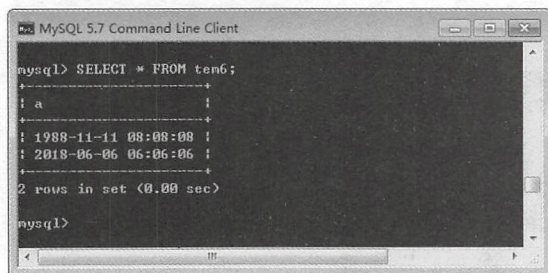 MySQL 5.7 Command Line Client
mysql> SELECT * FROM tem6;
+---------------------+
| a                   |
+---------------------+
| 1988-11-11 08:08:08 |
| 2018-06-06 06:06:06 |
+---------------------+
2 rows in set (0.00 sec)
mysql>